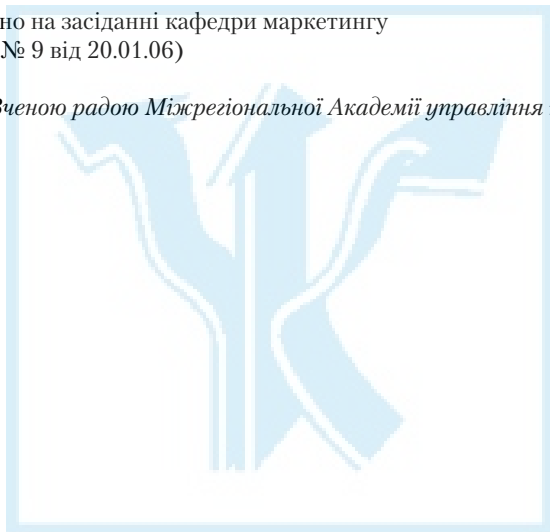 но на засіданні кафедри маркетингу
№ 9 від 20.01.06)
Вченою радою Міжрегіональної Академії управління